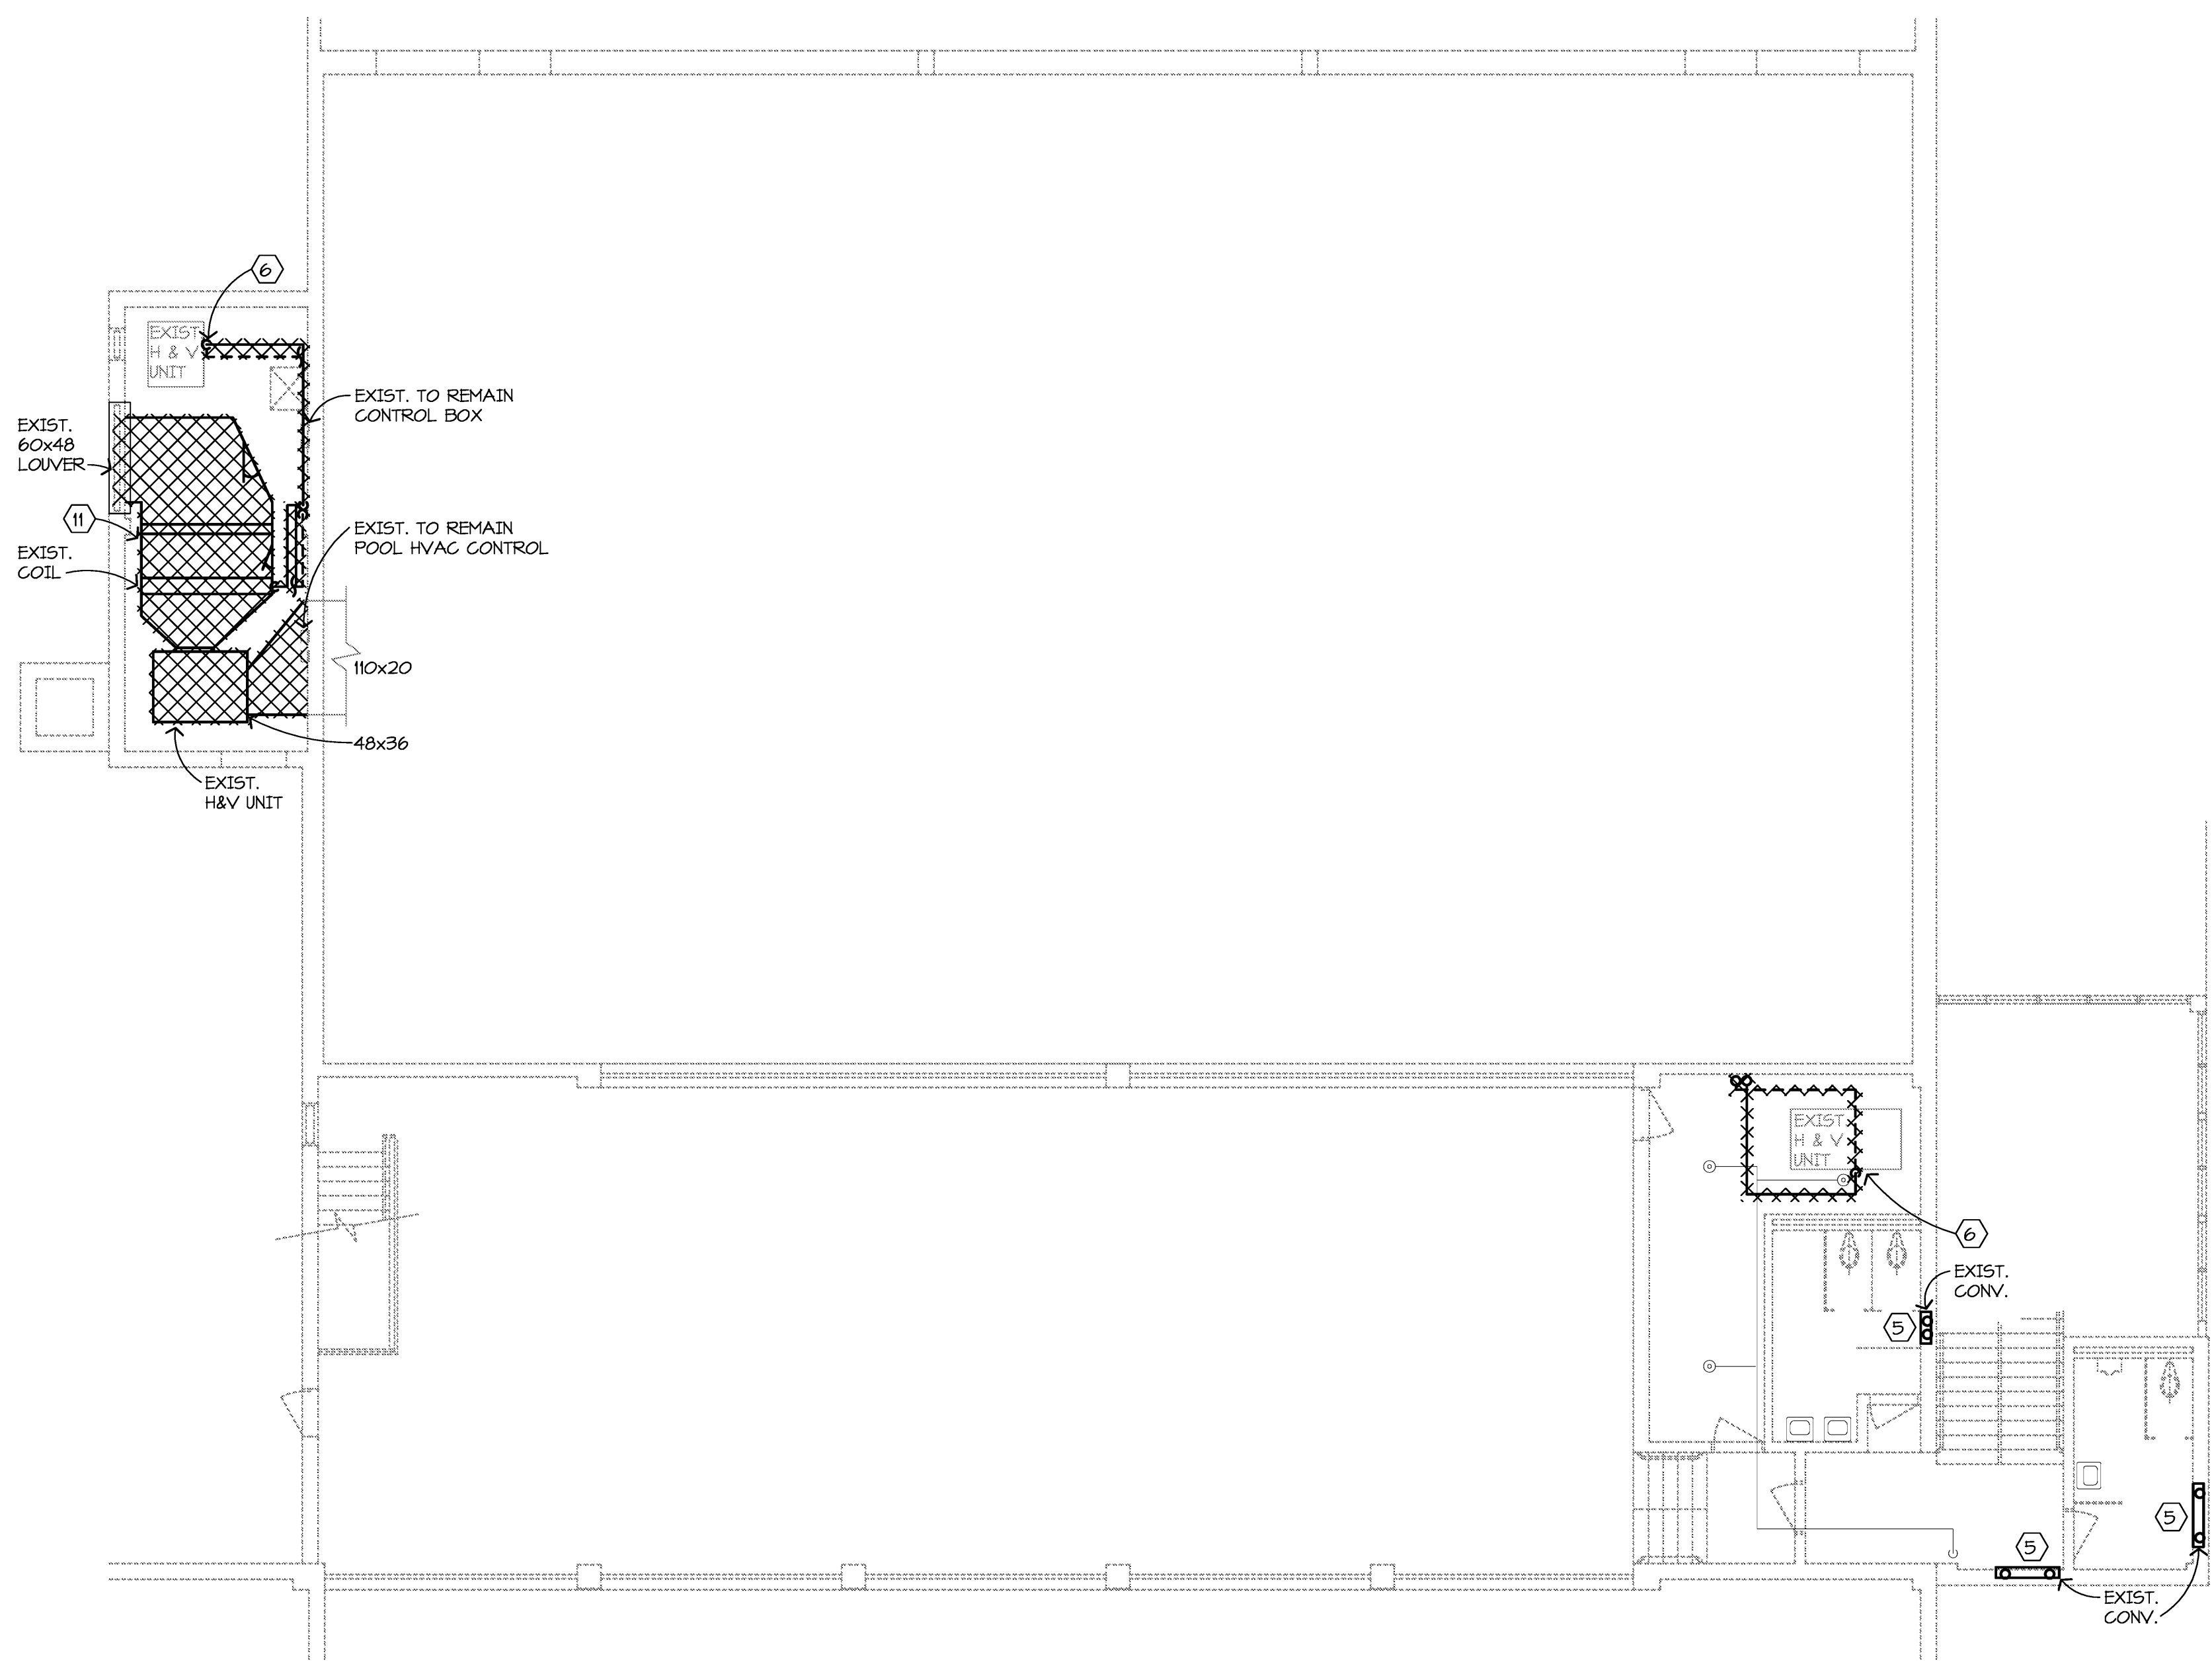 6
EXIST.
H & V
UNIT
EXIST. TO REMAIN
CONTROL BOX
EXIST.
60x48
LOUVER
11
EXIST.
COIL
EXIST. TO REMAIN
POOL HVAC CONTROL
110x20
48x36
EXIST.
H&V UNIT
EXIST.
H & V
UNIT
6
EXIST.
CONV.
5
5
5
EXIST.
CONV.